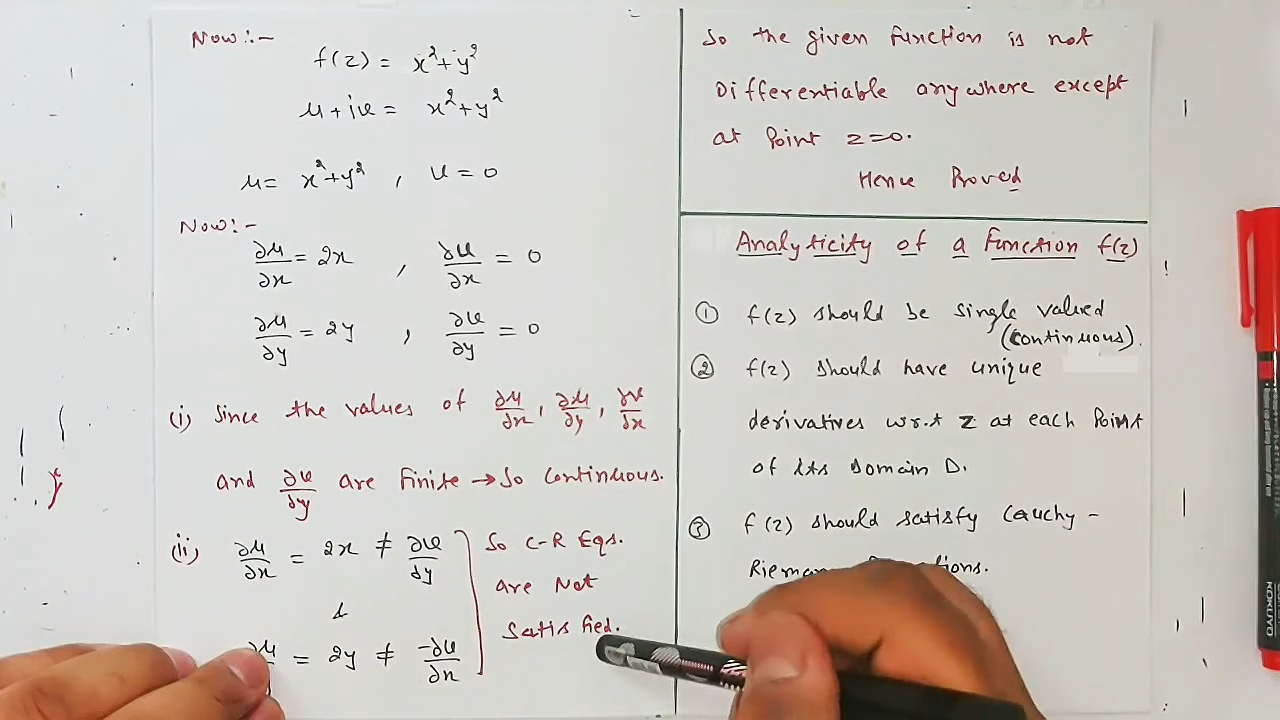 Now:-
f(z) = x²+y²
u+iv = x²+y²
u = x²+y² , v = 0
Now:-
∂u/∂x = 2x , ∂v/∂x = 0
∂u/∂y = 2y , ∂v/∂y = 0
(i) Since the values of ∂u/∂x, ∂u/∂y, ∂v/∂x
and ∂v/∂y are Finite → So Continuous.
(ii) ∂u/∂x = 2x ≠ ∂v/∂y
&
= 2y ≠ -∂v/∂x
So C-R Eqs.
are Not
Satisfied.
So the given Function is not
Differentiable anywhere except
at Point z=0.
Hence Proved
Analyticity of a Function f(z)
① f(z) should be single valued
(Continuous).
② f(z) should have unique
derivatives w.r.t z at each Point
of its Domain D.
③ f(z) should satisfy Cauchy-
KOKUYO